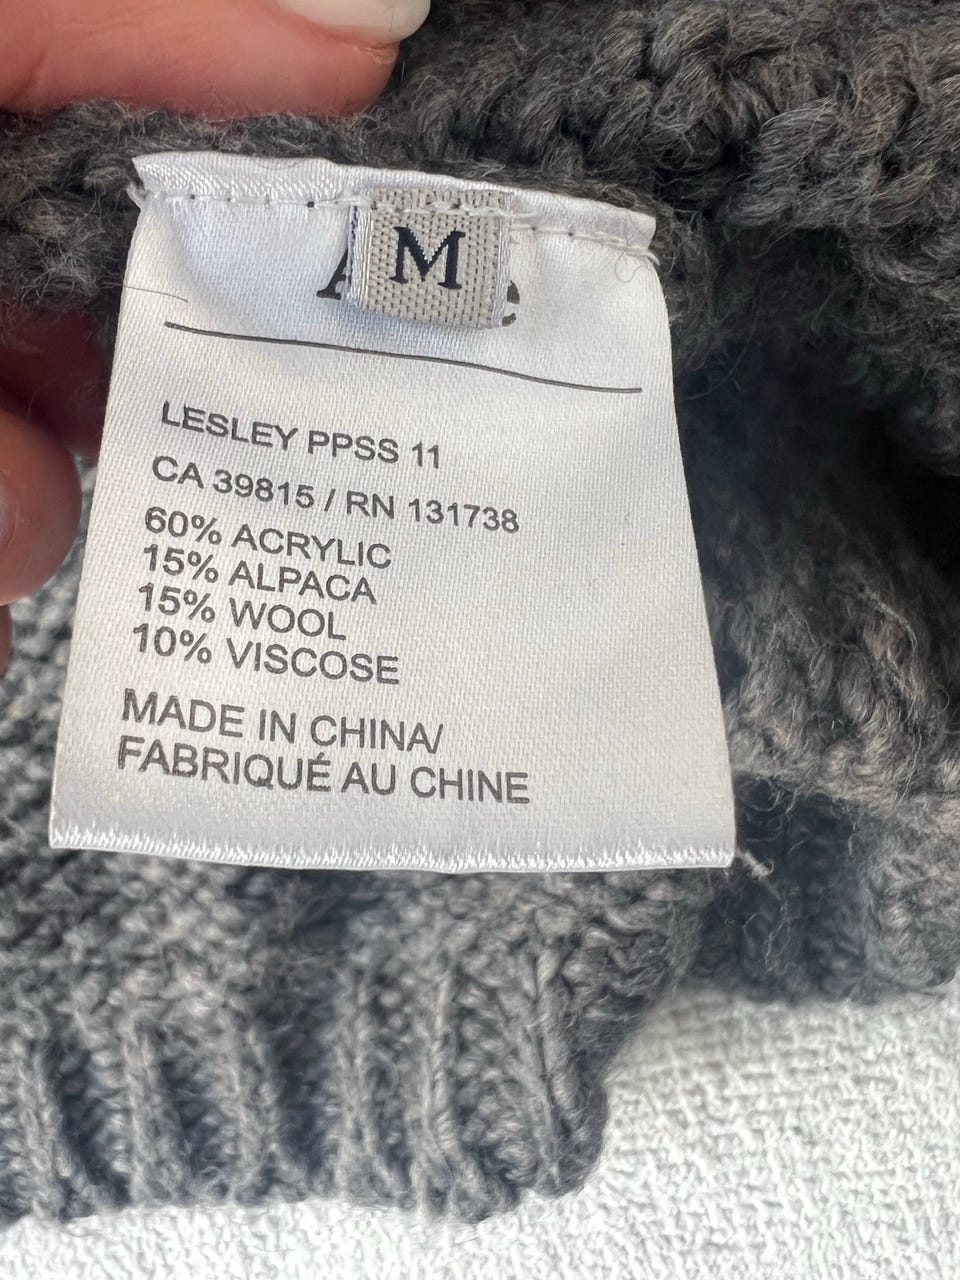 M
LESLEY PPSS 11
CA 39815 / RN 131738
60% ACRYLIC
15% ALPACA
15% WOOL
10% VISCOSE
MADE IN CHINA/
FABRIQUÉ AU CHINE